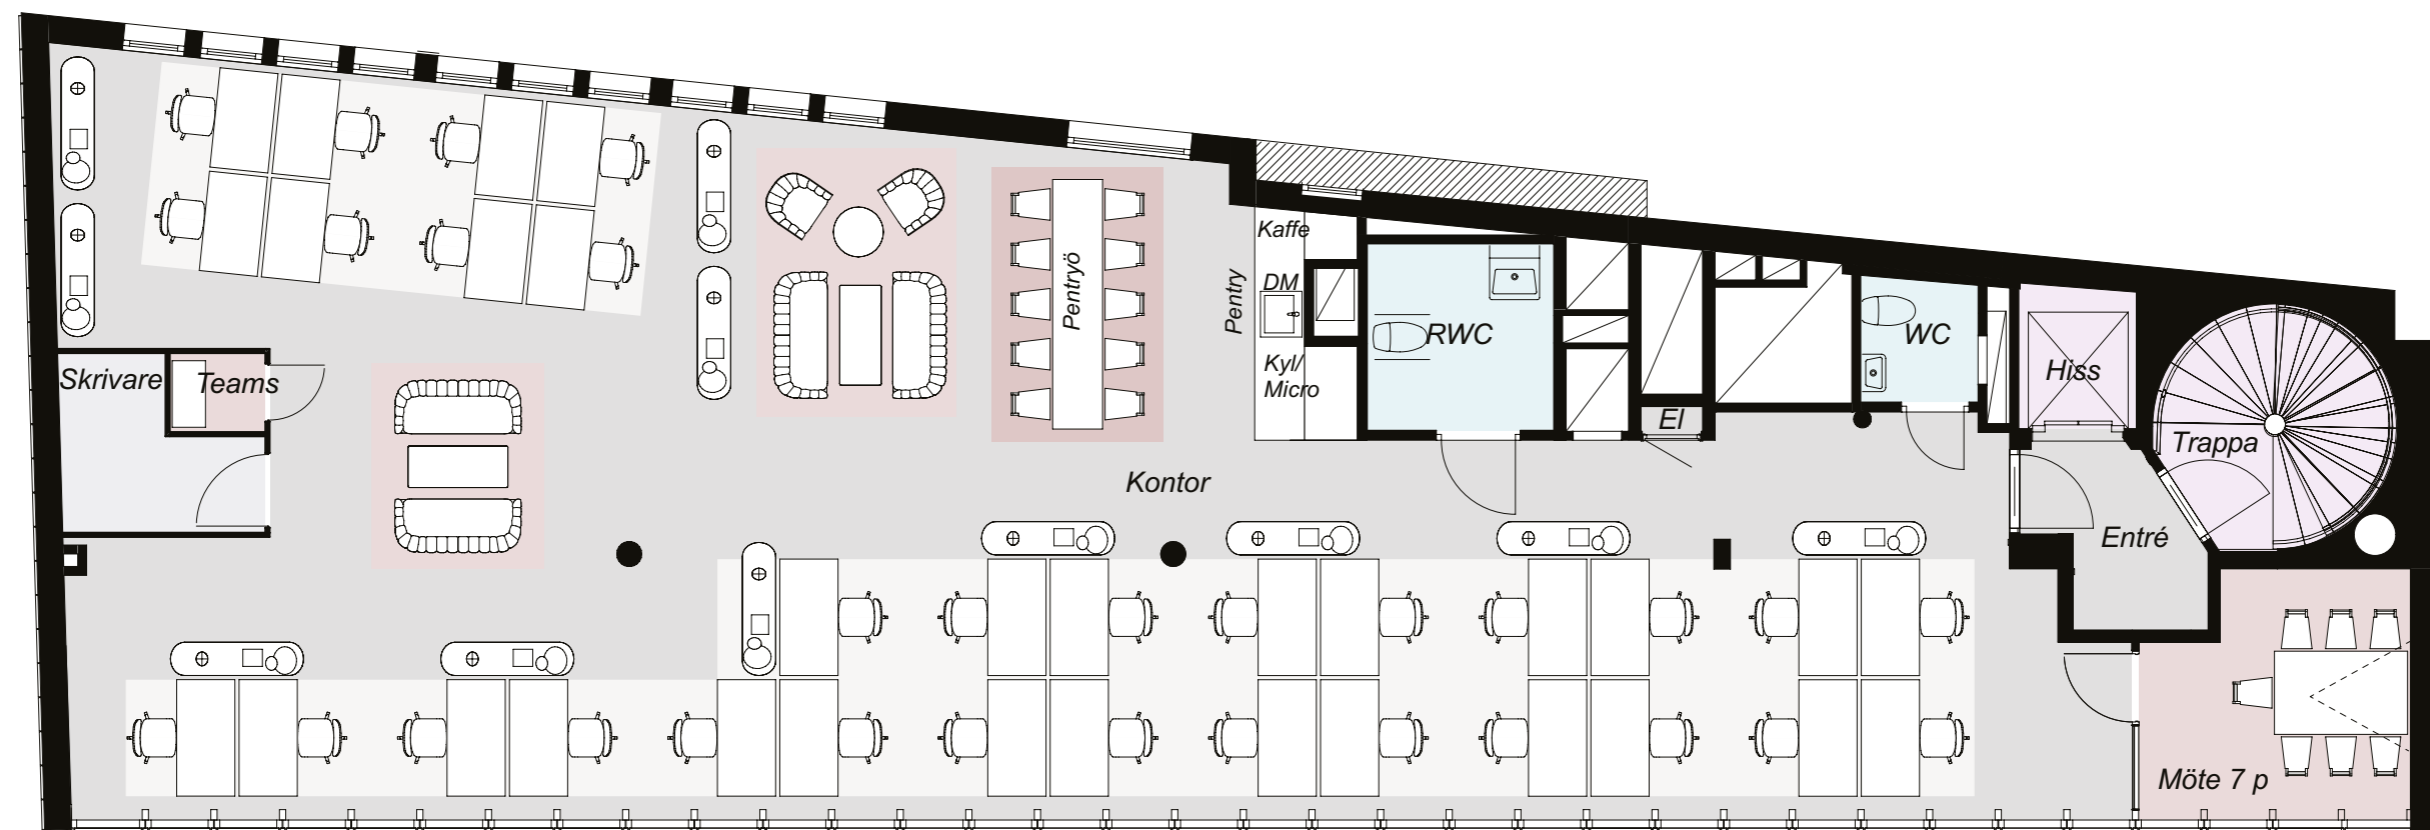 Kaffe
DM
Pentry
Kyl/
Micro
Pentryö
RWC
WC
Hiss
Skrivare
Teams
El
Trappa
Kontor
Entré
Möte 7 p